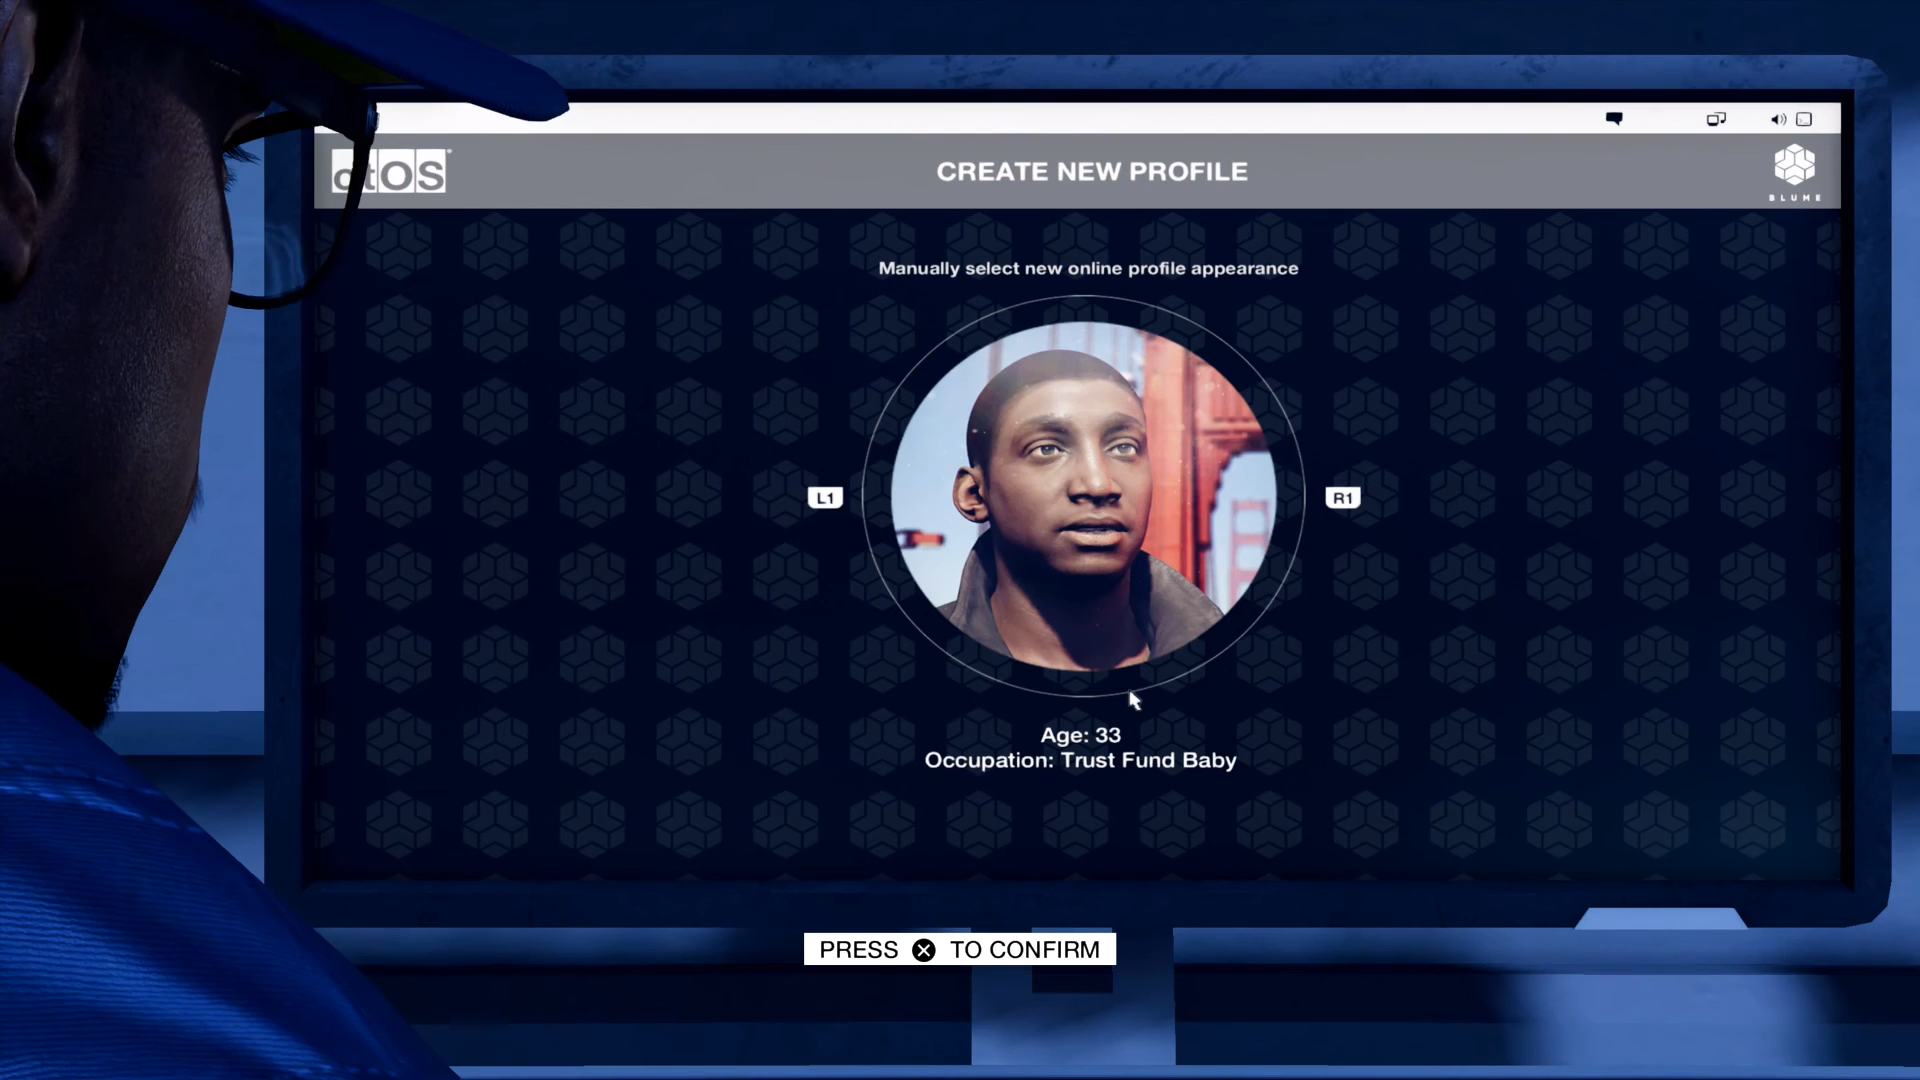 ctOS
CREATE NEW PROFILE
BLUME
Manually select new online profile appearance
L1
R1
Age: 33
Occupation: Trust Fund Baby
PRESS ⓧ TO CONFIRM